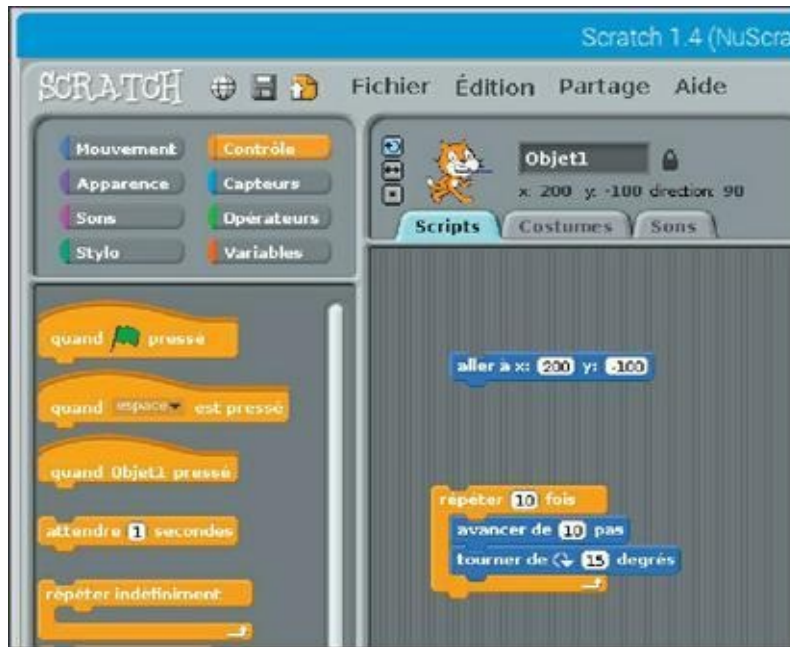 Scratch 1.4 (NuScra
SCRATCH Fichier Édition Partage Aide
Mouvement Contrôle
Apparence Capteurs
Sons Opérateurs
Stylo Variables
Objet1
x: 200 y: -100 direction: 90
Scripts Costumes Sons
quand pressé
quand espace est pressé
quand Objet1 pressé
attendre 1 secondes
répéter indéfiniment
aller à x: 200 y: -100
répéter 10 fois
avancer de 10 pas
tourner de 15 degrés